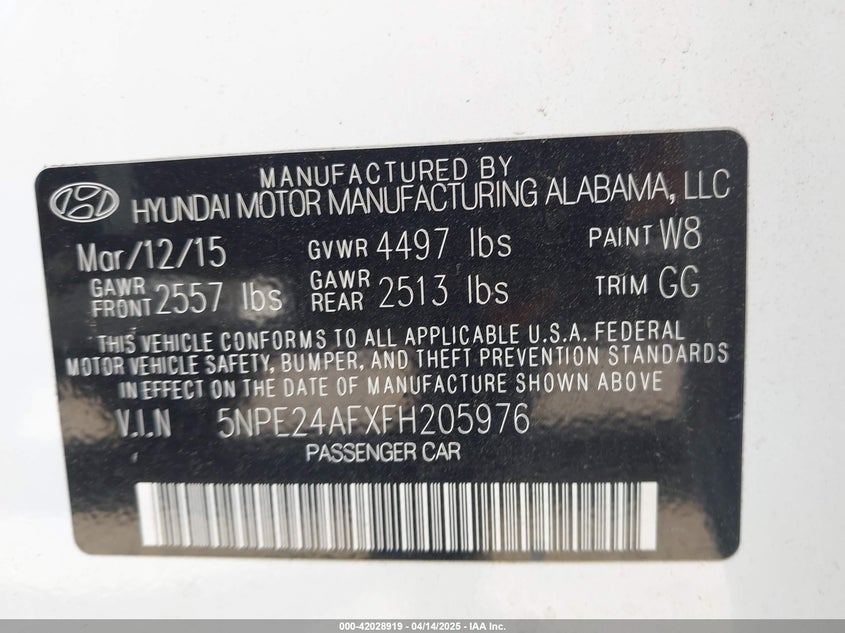 MANUFACTURED BY
HYUNDAI MOTOR MANUFACTURING ALABAMA, LLC
Mar/12/15 GVWR 4497 lbs PAINT W8
GAWR FRONT 2557 lbs GAWR REAR 2513 lbs TRIM GG
THIS VEHICLE CONFORMS TO ALL APPLICABLE U.S.A. FEDERAL
MOTOR VEHICLE SAFETY, BUMPER, AND THEFT PREVENTION STANDARDS
IN EFFECT ON THE DATE OF MANUFACTURE SHOWN ABOVE
V.I.N 5NPE24AFXFH205976
PASSENGER CAR
000-42028919 - 04/14/2025 - IAA Inc.